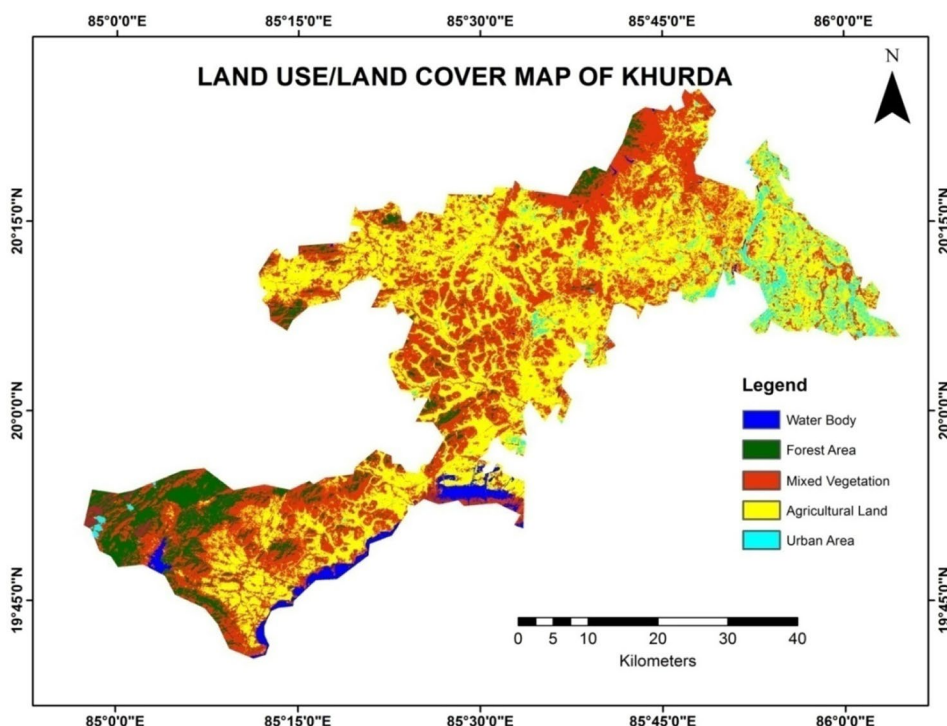 85°0'0"E 85°15'0"E 85°30'0"E 85°45'0"E 86°0'0"E
LAND USE/LAND COVER MAP OF KHURDA
N
20°15'0"N 20°15'0"N
20°0'0"N 20°0'0"N
19°45'0"N 19°45'0"N
Legend
Water Body
Forest Area
Mixed Vegetation
Agricultural Land
Urban Area
0 5 10 20 30 40
Kilometers
85°0'0"E 85°15'0"E 85°30'0"E 85°45'0"E 86°0'0"E